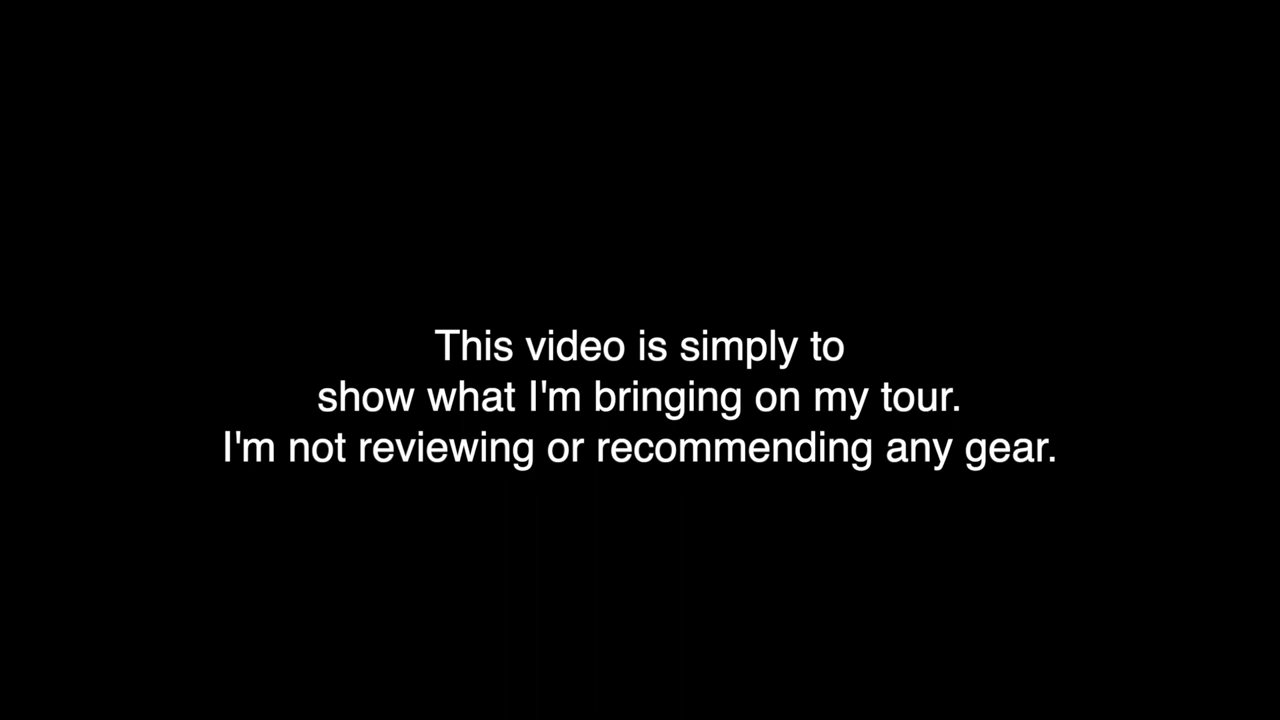 This video is simply to
show what I'm bringing on my tour.
I'm not reviewing or recommending any gear.